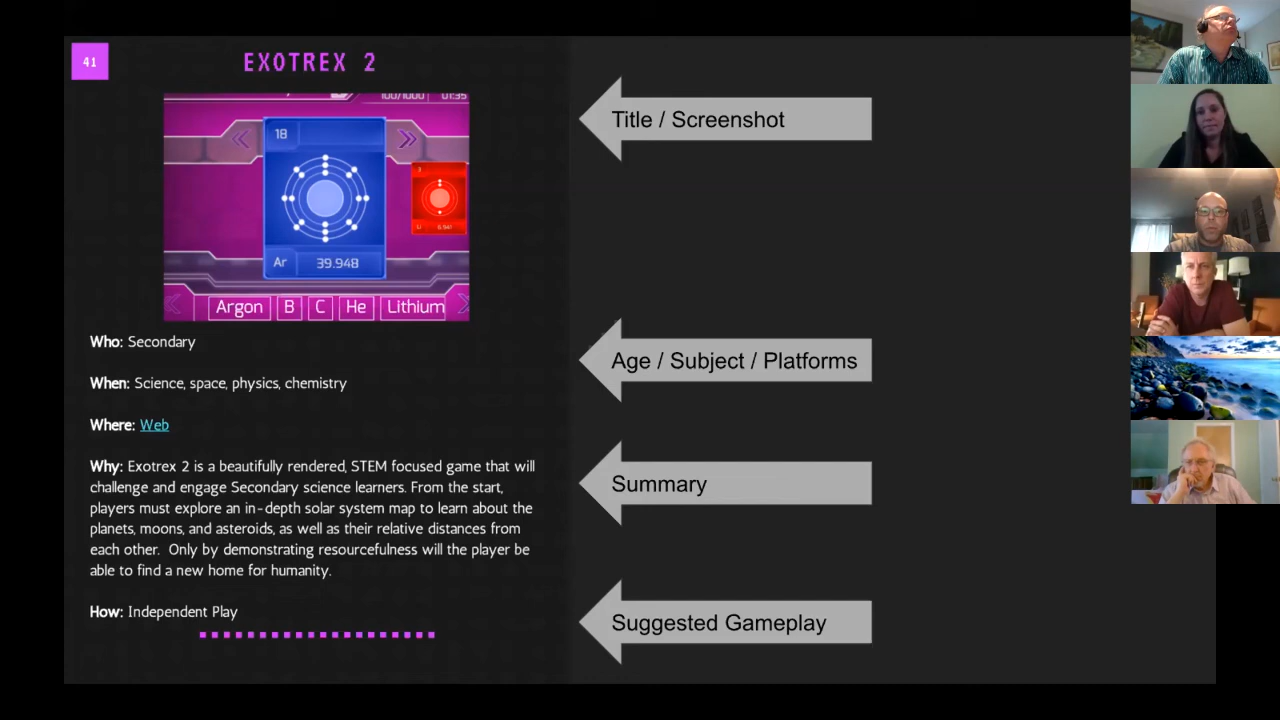 41
EXOTREX 2
100/1000
01:35
18
Ar
39.948
3
Li
6.941
Argon
B
C
He
Lithium
Who: Secondary
When: Science, space, physics, chemistry
Where: Web
Why: Exotrex 2 is a beautifully rendered, STEM focused game that will
challenge and engage Secondary science learners. From the start,
players must explore an in-depth solar system map to learn about the
planets, moons, and asteroids, as well as their relative distances from
each other. Only by demonstrating resourcefulness will the player be
able to find a new home for humanity.
How: Independent Play
Title / Screenshot
Age / Subject / Platforms
Summary
Suggested Gameplay